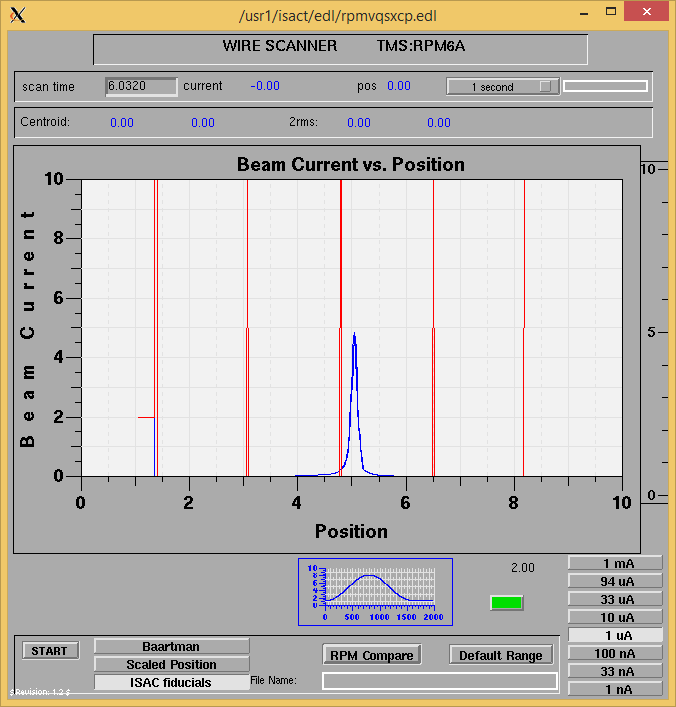 /usr1/isact/edl/rpmvqsxcp.edl
WIRE SCANNER TMS:RPM6A
scan time 6.0320 current -0.00 pos 0.00 1 second
Centroid: 0.00 0.00 2rms: 0.00 0.00
Beam Current vs. Position
10
8
6
4
2
0
Beam Current
0 2 4 6 8 10
Position
10
5
0
10
8
6
4
2
0
0 500 1000 1500 2000
2.00
1 mA
94 uA
33 uA
10 uA
1 uA
100 nA
33 nA
1 nA
START
Baartman
Scaled Position
ISAC fiducials
RPM Compare
Default Range
File Name:
$Revision: 1.2 $